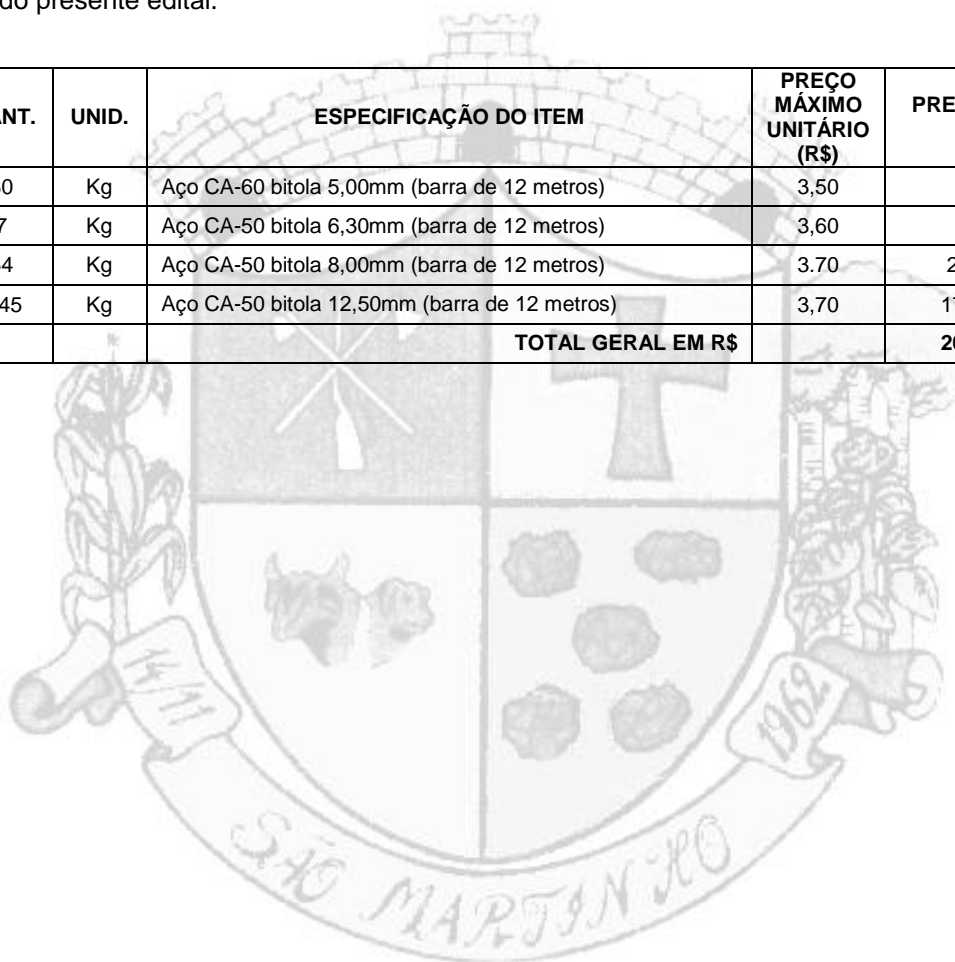 do presente edital.
ANT. UNID. ESPECIFICAÇÃO DO ITEM PREÇO MÁXIMO UNITÁRIO (R$) PRE
0 Kg Aço CA-60 bitola 5,00mm (barra de 12 metros) 3,50
7 Kg Aço CA-50 bitola 6,30mm (barra de 12 metros) 3,60
4 Kg Aço CA-50 bitola 8,00mm (barra de 12 metros) 3.70 2
45 Kg Aço CA-50 bitola 12,50mm (barra de 12 metros) 3,70 17
TOTAL GERAL EM R$ 20
14/11
1962
SÃO MARTINHO